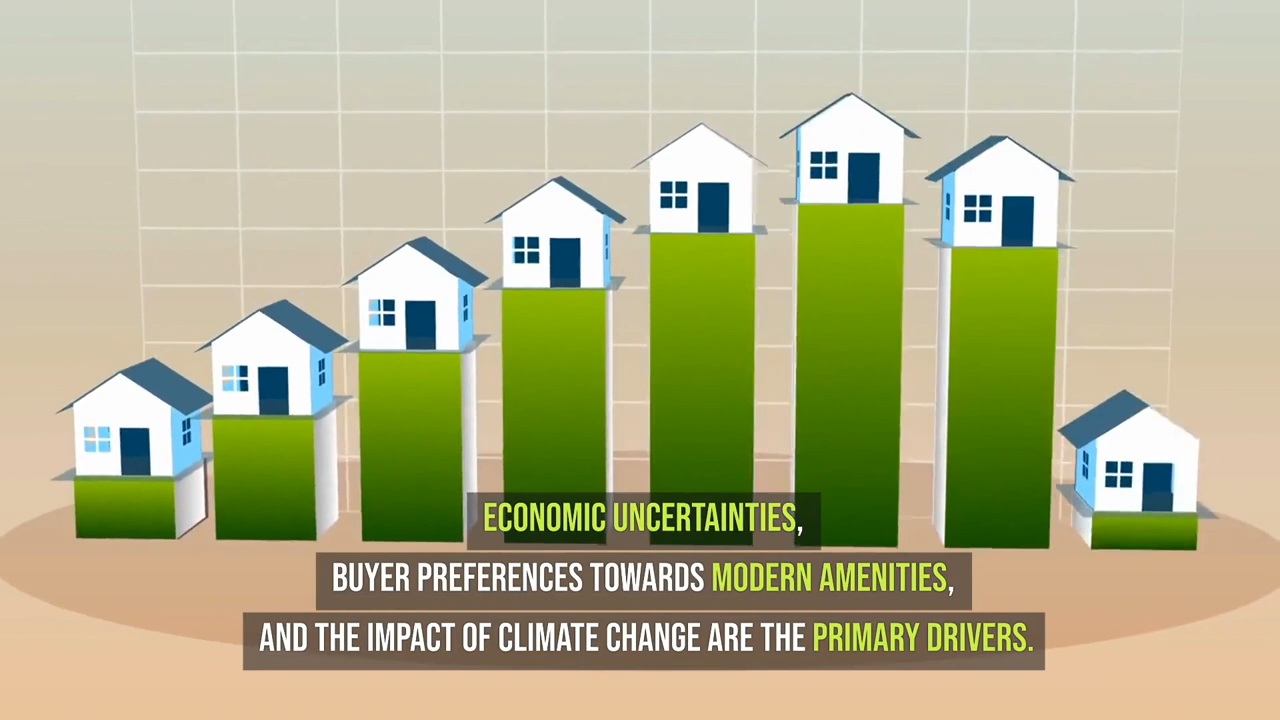 ECONOMIC UNCERTAINTIES,
BUYER PREFERENCES TOWARDS MODERN AMENITIES,
AND THE IMPACT OF CLIMATE CHANGE ARE THE PRIMARY DRIVERS.